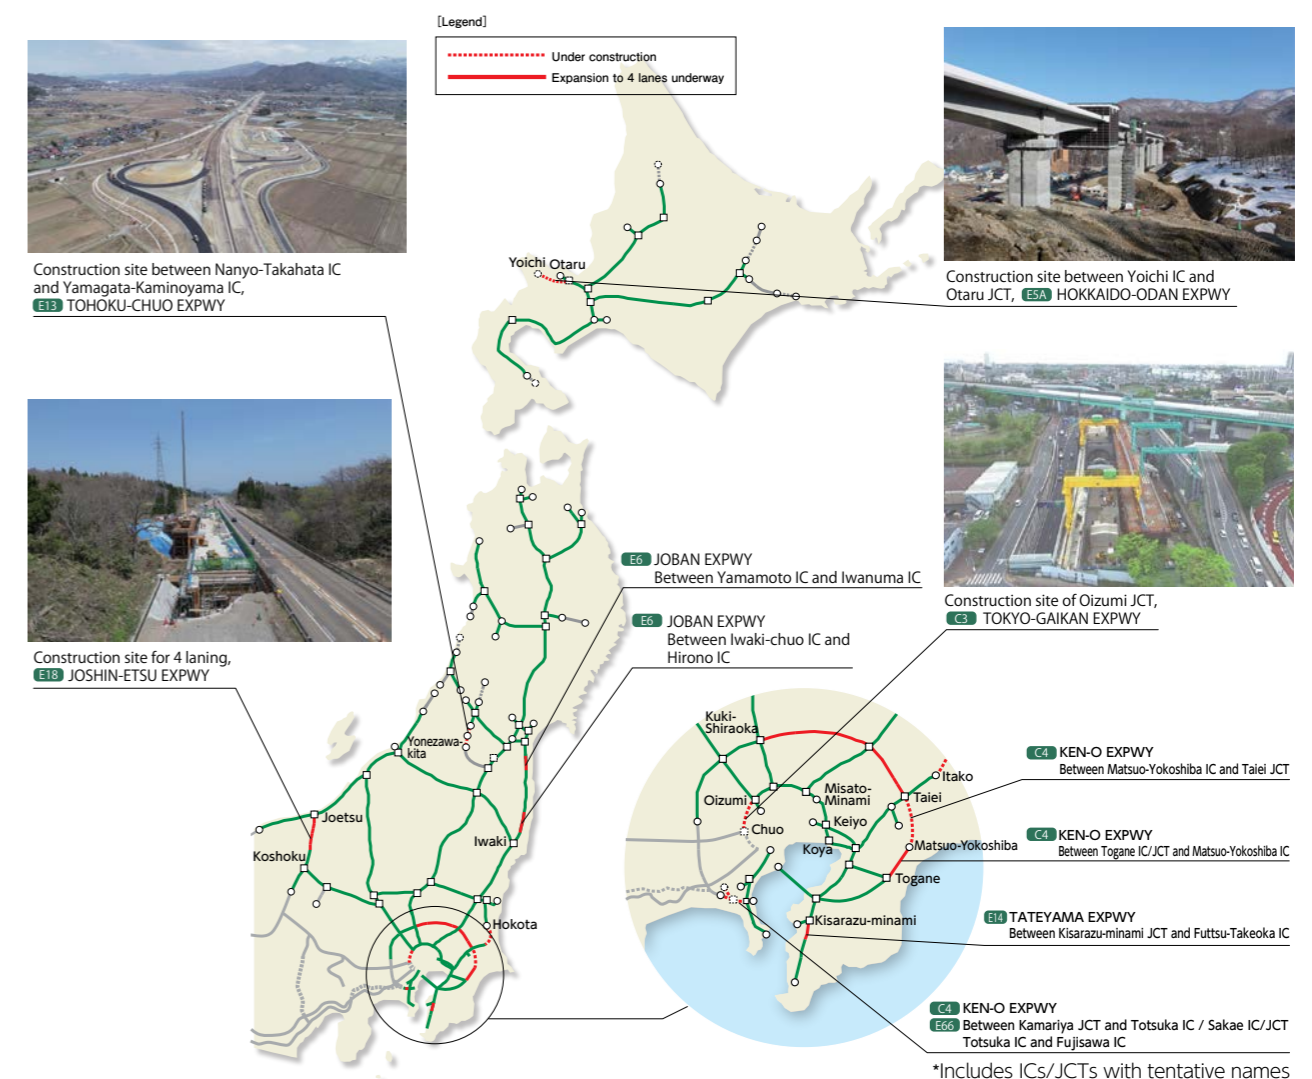 [Legend]
Under construction
Expansion to 4 lanes underway
Construction site between Nanyo-Takahata IC
and Yamagata-Kaminoyama IC,
E13 TOHOKU-CHUO EXPWY
Yoichi
Otaru
Construction site between Yoichi IC and
Otaru JCT, E5A HOKKAIDO-ODAN EXPWY
Construction site for 4 laning,
E18 JOSHIN-ETSU EXPWY
E6 JOBAN EXPWY
Between Yamamoto IC and Iwanuma IC
E6 JOBAN EXPWY
Between Iwaki-chuo IC and
Hirono IC
Construction site of Oizumi JCT,
C3 TOKYO-GAIKAN EXPWY
Yonezawa-
kita
Joetsu
Koshoku
Iwaki
Hokota
Kuki-
Shiraoka
Oizumi
Misato-
Minami
Chuo
Keiyo
Koya
Itako
Taiei
Matsuo-Yokoshiba
Togane
Kisarazu-minami
C4 KEN-O EXPWY
Between Matsuo-Yokoshiba IC and Taiei JCT
C4 KEN-O EXPWY
Between Togane IC/JCT and Matsuo-Yokoshiba IC
E14 TATEYAMA EXPWY
Between Kisarazu-minami JCT and Futtsu-Takeoka IC
C4 KEN-O EXPWY
E66 Between Kamariya JCT and Totsuka IC / Sakae IC/JCT
Totsuka IC and Fujisawa IC
*Includes ICs/JCTs with tentative names